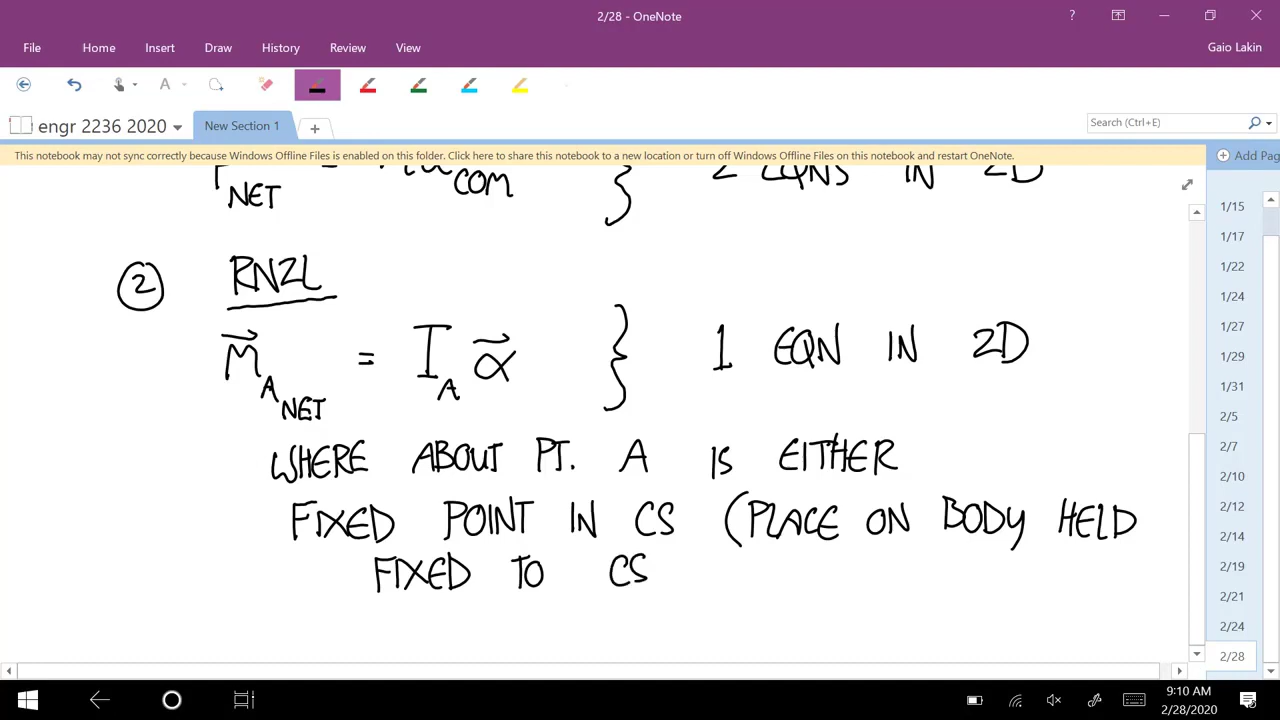 2/28 - OneNote
?
File Home Insert Draw History Review View
Gaio Lakin
A
engr 2236 2020
New Section 1
+
Search (Ctrl+E)
This notebook may not sync correctly because Windows Offline Files is enabled on this folder. Click here to share this notebook to a new location or turn off Windows Offline Files on this notebook and restart OneNote.
Add Pag
NET = COM } 2 EQNS IN 2D
2 RN2L
M⃗ A NET = I A α⃗ } 1 EQN IN 2D
WHERE ABOUT PT. A IS EITHER
FIXED POINT IN CS (PLACE ON BODY HELD
FIXED TO CS
1/15
1/17
1/22
1/24
1/27
1/29
1/31
2/5
2/7
2/10
2/12
2/14
2/19
2/21
2/24
2/28
9:10 AM
2/28/2020